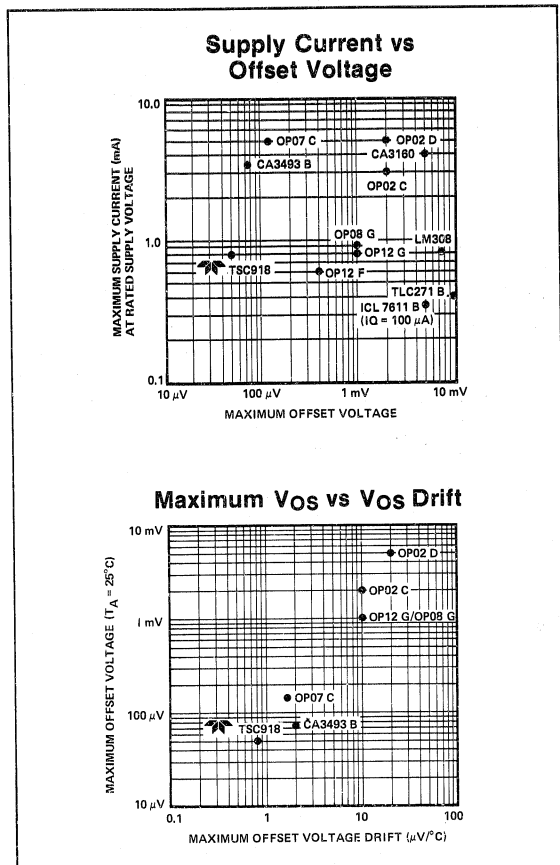 Supply Current vs
Offset Voltage
MAXIMUM SUPPLY CURRENT (mA)
AT RATED SUPPLY VOLTAGE
10.0
1.0
0.1
OP07 C
OP02 D
CA3160
CA3493 B
OP02 C
OP08 G
LM308
OP12 G
TSC918
OP12 F
TLC271 B
ICL 7611 B
(IQ = 100 μA)
10 μV
100 μV
1 mV
10 mV
MAXIMUM OFFSET VOLTAGE
Maximum VOS vs VOS Drift
MAXIMUM OFFSET VOLTAGE (TA = 25°C)
10 mV
1 mV
100 μV
10 μV
OP02 D
OP02 C
OP12 G/OP08 G
OP07 C
TSC918
CA3493 B
0.1
1
10
100
MAXIMUM OFFSET VOLTAGE DRIFT (μV/°C)